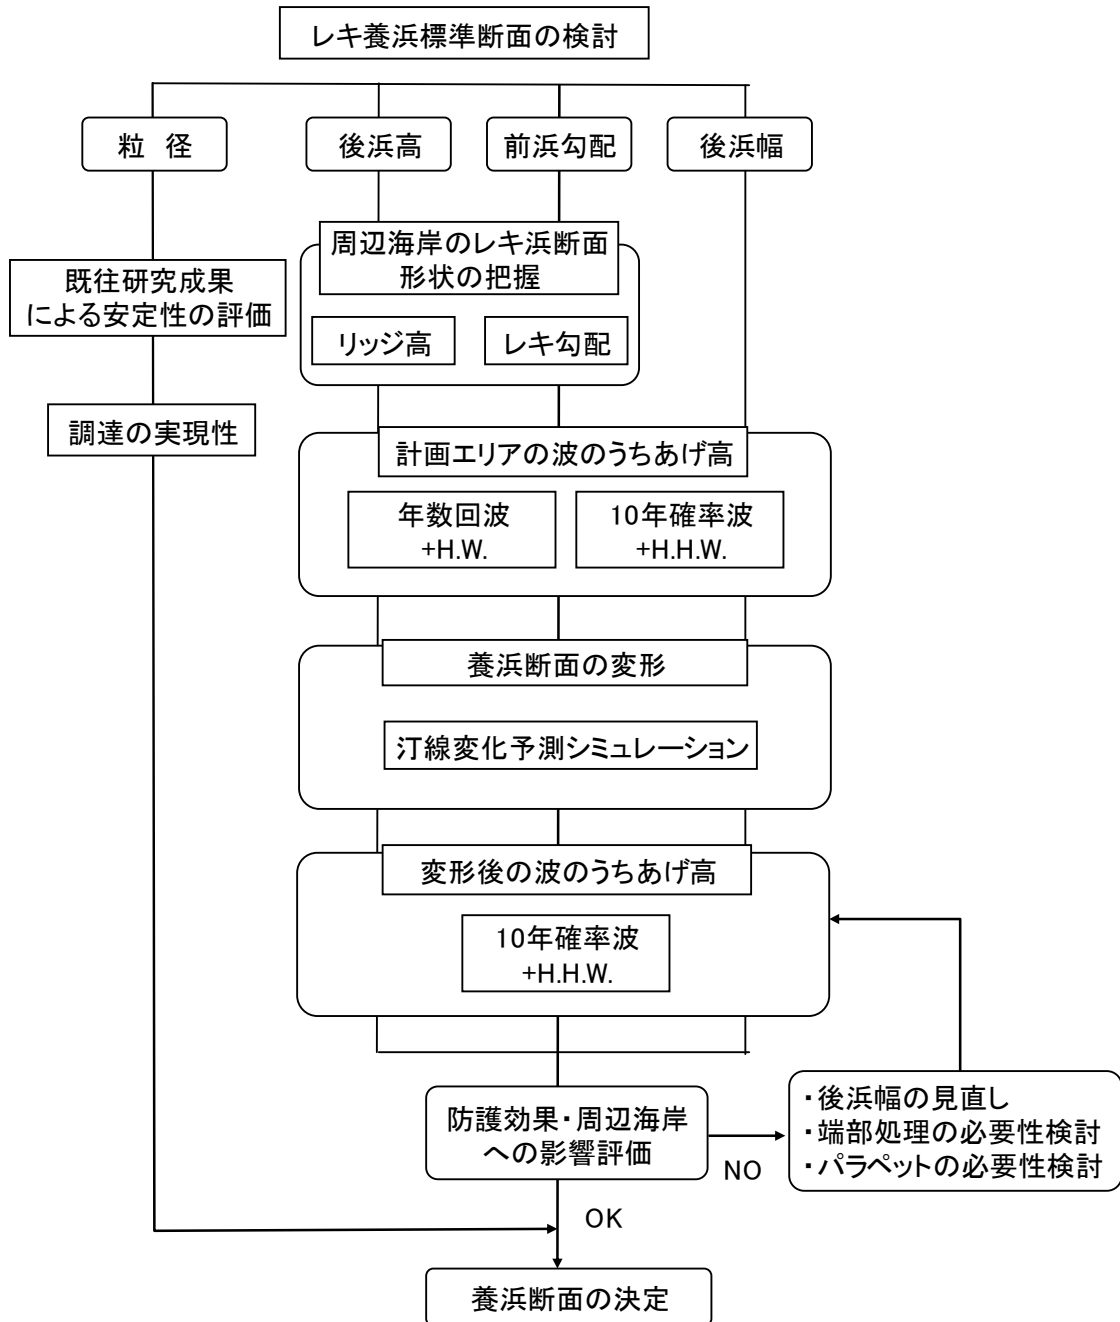 レキ養浜標準断面の検討
粒 径
後浜高
前浜勾配
後浜幅
周辺海岸のレキ浜断面
形状の把握
既往研究成果
による安定性の評価
リッジ高
レキ勾配
調達の実現性
計画エリアの波のうちあげ高
年数回波
+H.W.
10年確率波
+H.H.W.
養浜断面の変形
汀線変化予測シミュレーション
変形後の波のうちあげ高
10年確率波
+H.H.W.
防護効果・周辺海岸
への影響評価
NO
・後浜幅の見直し
・端部処理の必要性検討
・パラペットの必要性検討
OK
養浜断面の決定